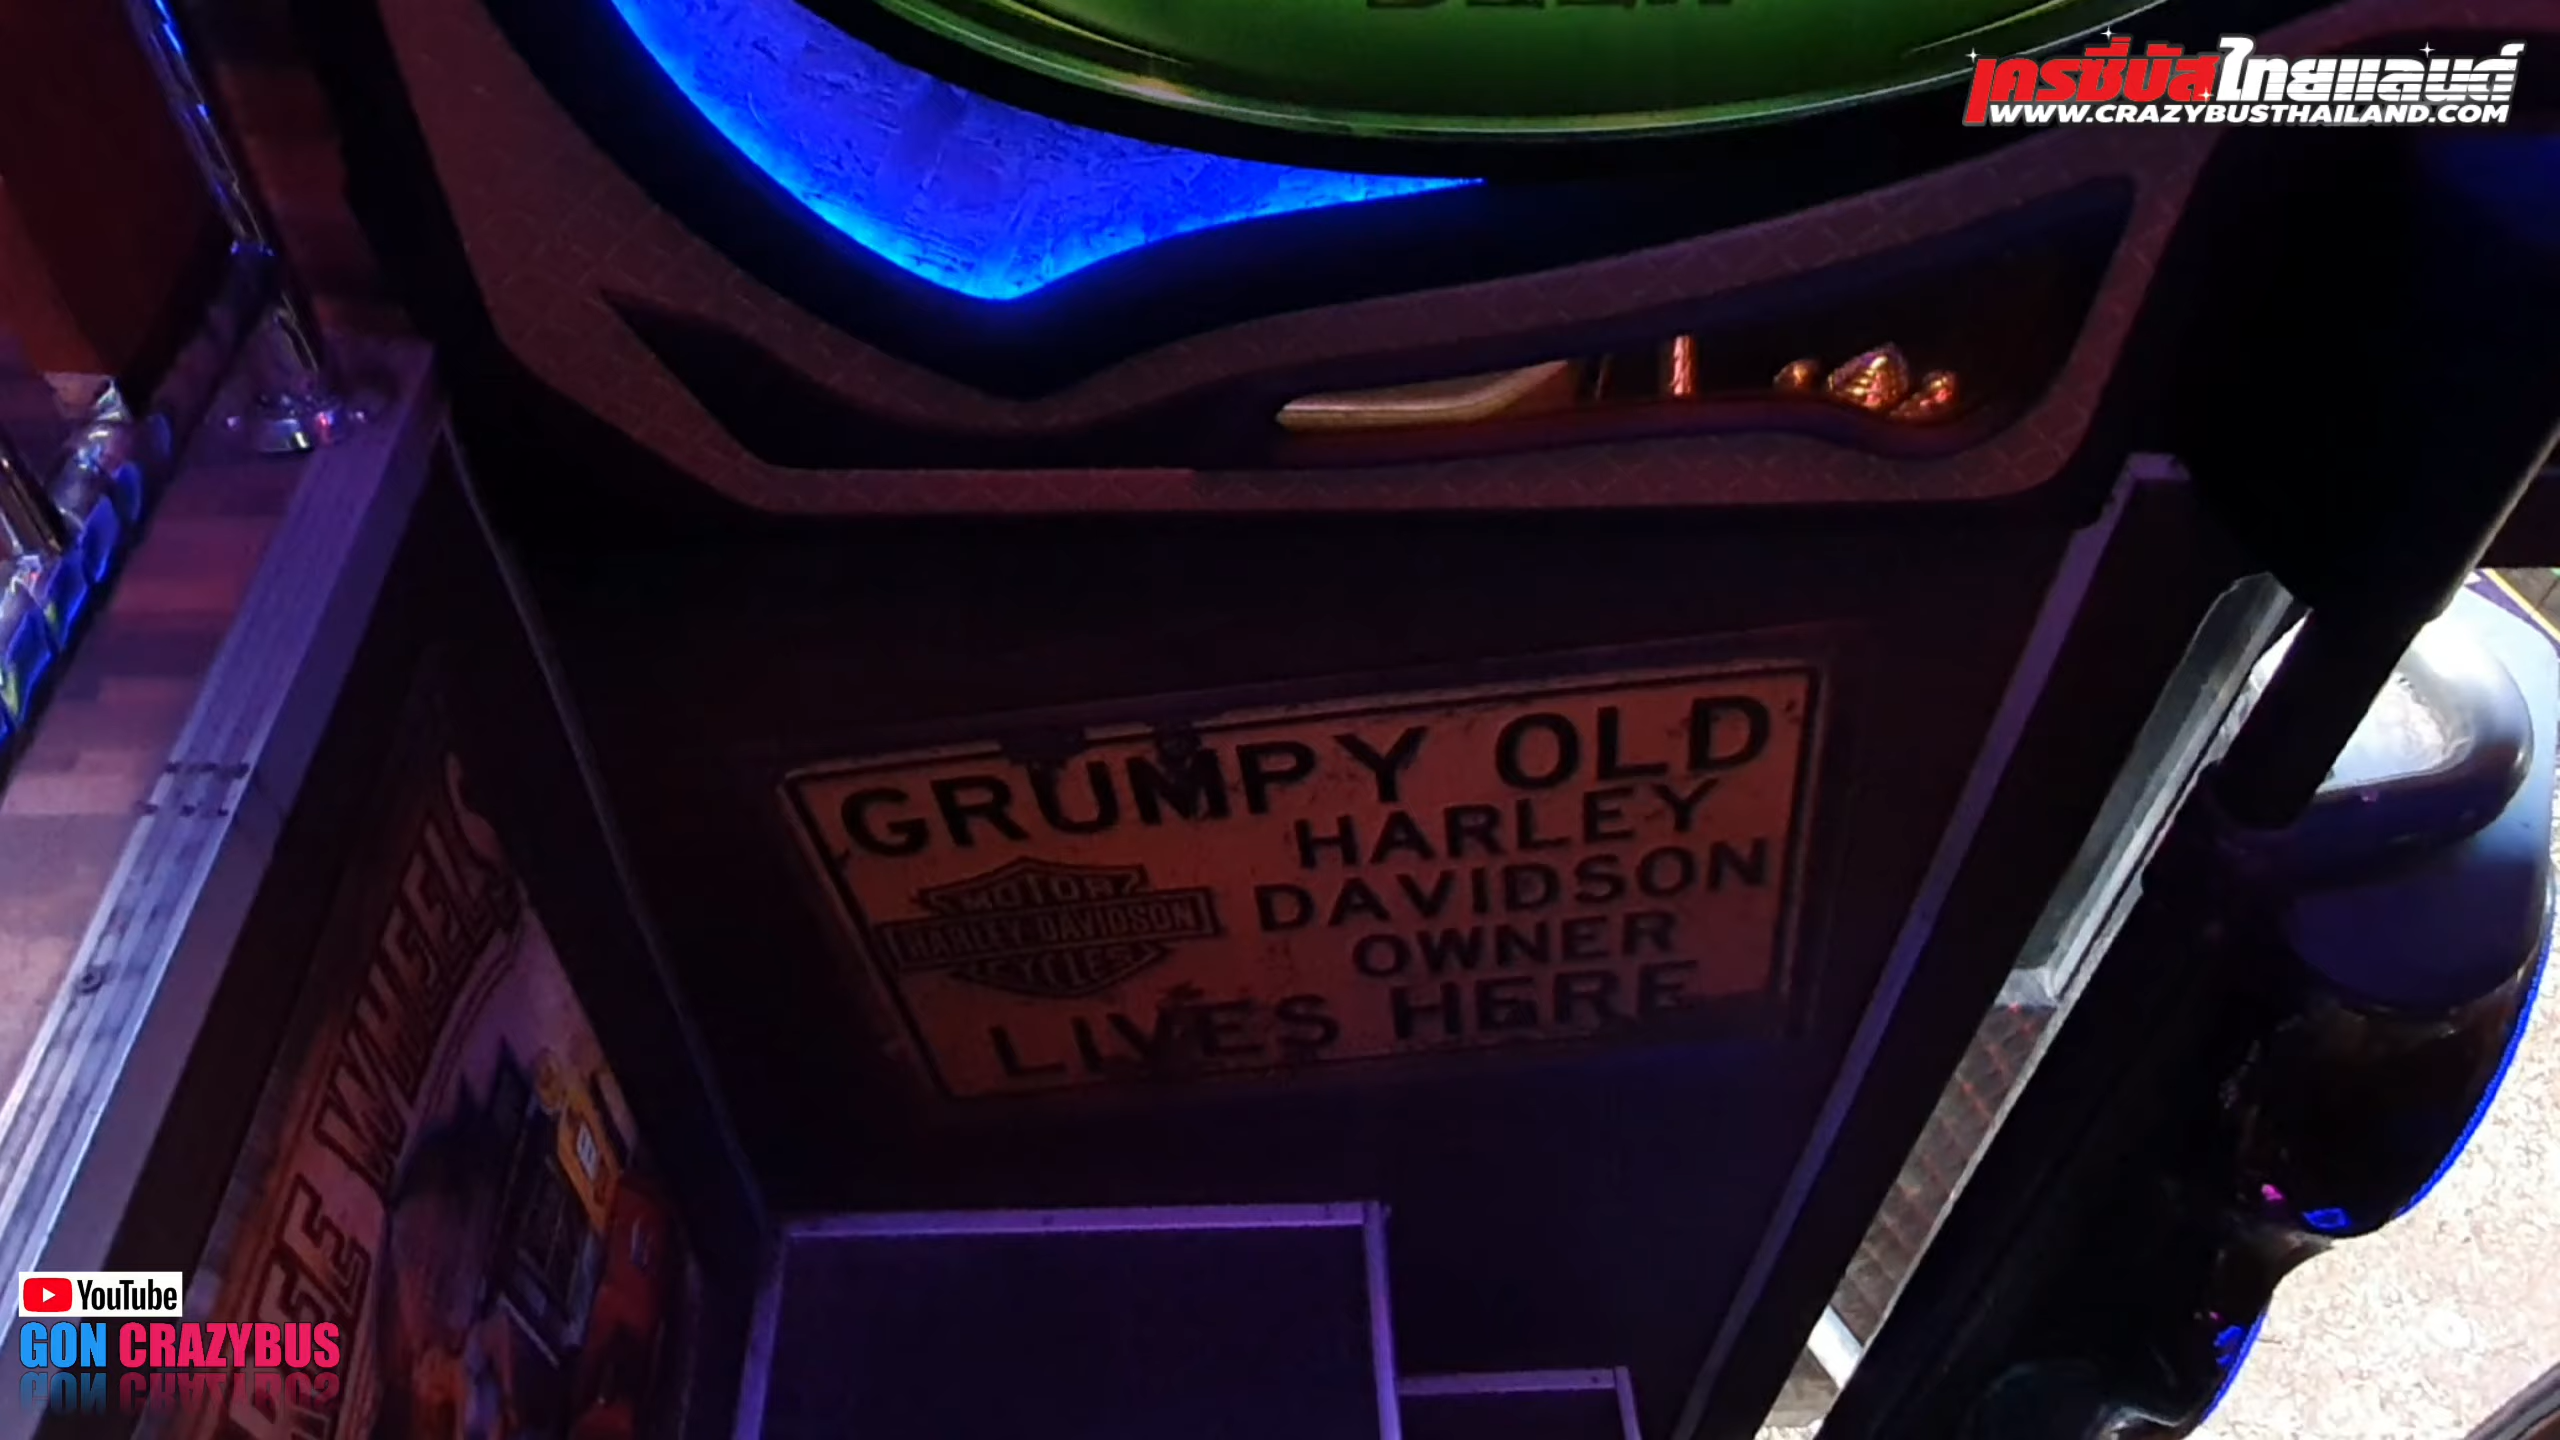 เครซี่บัสไทยแลนด์
WWW.CRAZYBUSTHAILAND.COM
GRUMPY OLD
HARLEY
DAVIDSON
OWNER
LIVES HERE
MOTOR
HARLEY-DAVIDSON
CYCLES
WHEELS
YouTube
GON CRAZYBUS